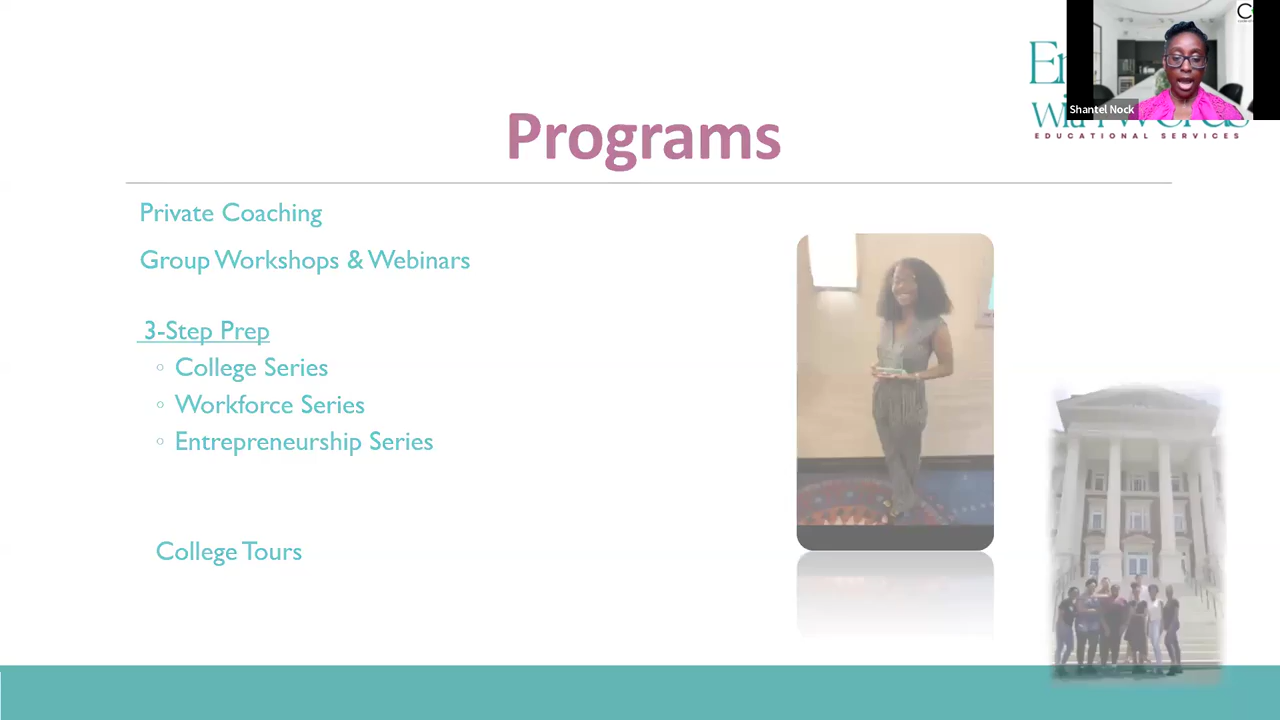 Shantel Nock
EDUCATIONAL SERVICES
Programs
Private Coaching
Group Workshops & Webinars
3-Step Prep
◦ College Series
◦ Workforce Series
◦ Entrepreneurship Series
College Tours